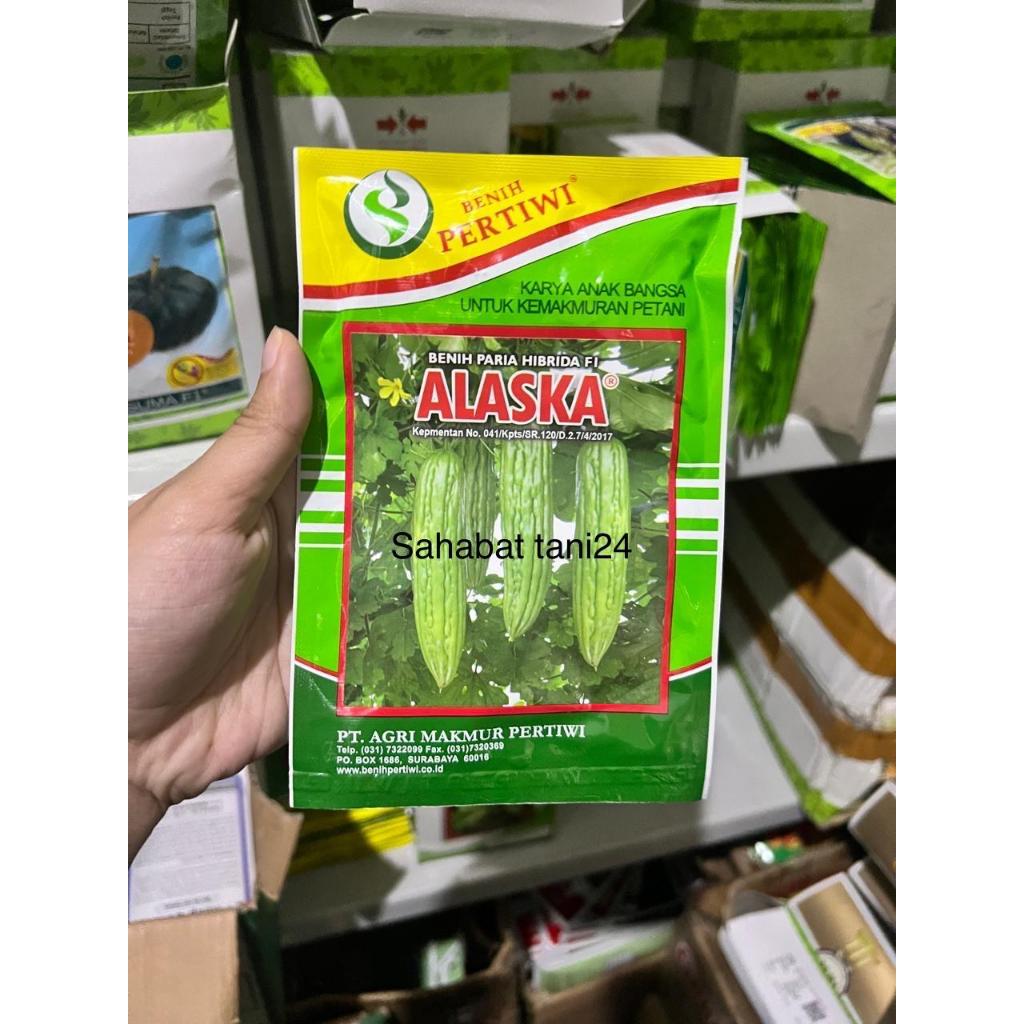 BENIH
PERTIWI®
KARYA ANAK BANGSA
UNTUK KEMAKMURAN PETANI
BENIH PARIA HIBRIDA F1
ALASKA®
Kepmentan No. 041/Kpts/SR.120/D.2.7/4/2017
Sahabat tani24
PT. AGRI MAKMUR PERTIWI
Telp. (031) 7322099 Fax. (031)7320369
PO. BOX 1686, SURABAYA 60016
www.benihpertiwi.co.id
SUMA F1